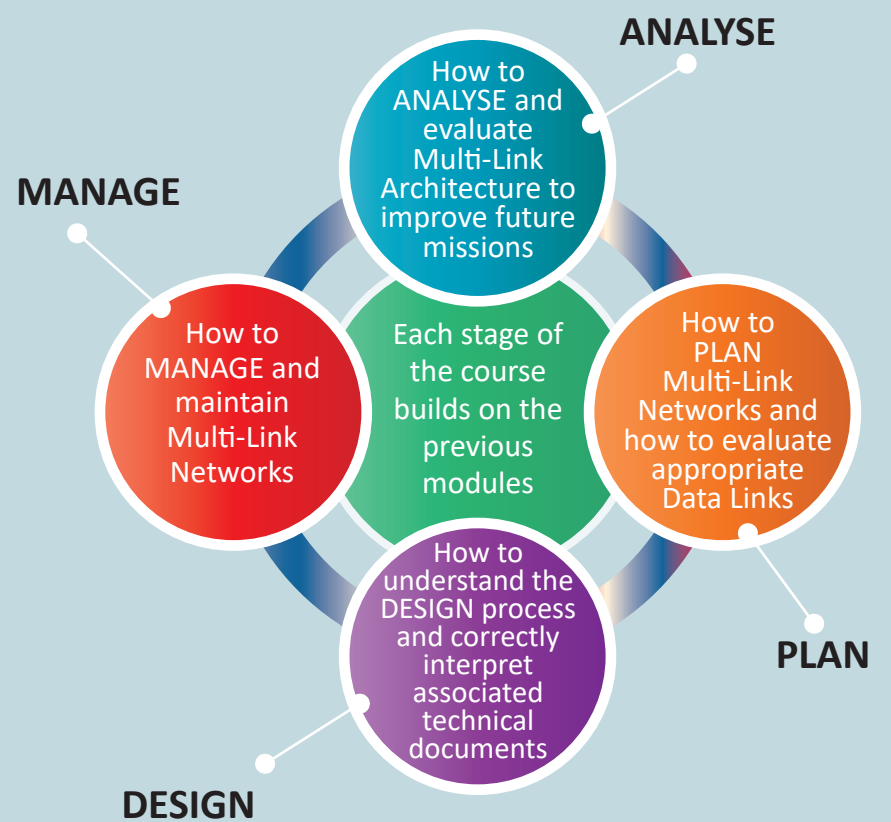 ANALYSE
How to
ANALYSE and
evaluate
Multi-Link
Architecture to
improve future
missions
MANAGE
How to
MANAGE and
maintain
Multi-Link
Networks
Each stage of
the course
builds on the
previous
modules
How to
PLAN
Multi-Link
Networks and
how to evaluate
appropriate
Data Links
PLAN
How to
understand the
DESIGN process
and correctly
interpret
associated
technical
documents
DESIGN